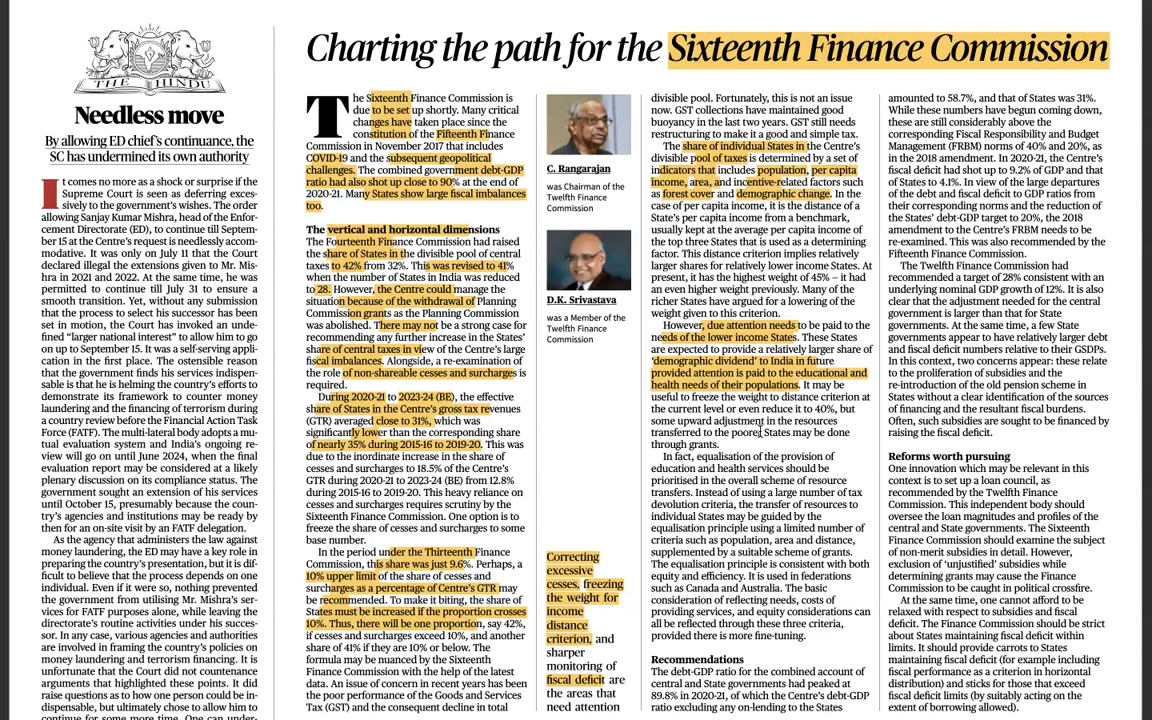 THE HINDU
Needless move
By allowing ED chief's continuance, the
SC has undermined its own authority
It comes no more as a shock or surprise if the
Supreme Court is seen as deferring exces-
sively to the government's wishes. The order
allowing Sanjay Kumar Mishra, head of the Enfor-
cement Directorate (ED), to continue till Septem-
ber 15 at the Centre's request is needlessly accom-
modative. It was only on July 11 that the Court
declared illegal the extensions given to Mr. Mis-
hra in 2021 and 2022. At the same time, he was
permitted to continue till July 31 to ensure a
smooth transition. Yet, without any submission
that the process to select his successor has been
set in motion, the Court has invoked an unde-
fined "larger national interest" to allow him to go
on up to September 15. It was a self-serving appli-
cation in the first place. The ostensible reason
that the government finds his services indispen-
sable is that he is helming the country's efforts to
demonstrate its framework to counter money
laundering and the financing of terrorism during
a country review before the Financial Action Task
Force (FATF). The multi-lateral body adopts a mu-
tual evaluation system and India's ongoing re-
view will go on until June 2024, when the final
evaluation report may be considered at a likely
plenary discussion on its compliance status. The
government sought an extension of his services
until October 15, presumably because the coun-
try's agencies and institutions may be ready by
then for an on-site visit by an FATF delegation.
As the agency that administers the law against
money laundering, the ED may have a key role in
preparing the country's presentation, but it is dif-
ficult to believe that the process depends on one
individual. Even if it were so, nothing prevented
the government from utilising Mr. Mishra's ser-
vices for FATF purposes alone, while leaving the
directorate's routine activities under his succes-
sor. In any case, various agencies and authorities
are involved in framing the country's policies on
money laundering and terrorism financing. It is
unfortunate that the Court did not countenance
arguments that highlighted these points. It did
raise questions as to how one person could be in-
dispensable, but ultimately chose to allow him to
continue for some more time. One can under-
Charting the path for the Sixteenth Finance Commission
The Sixteenth Finance Commission is
due to be set up shortly. Many critical
changes have taken place since the
constitution of the Fifteenth Finance
Commission in November 2017 that includes
COVID-19 and the subsequent geopolitical
challenges. The combined government debt-GDP
ratio had also shot up close to 90% at the end of
2020-21. Many States show large fiscal imbalances
too.
The vertical and horizontal dimensions
The Fourteenth Finance Commission had raised
the share of States in the divisible pool of central
taxes to 42% from 32%. This was revised to 41%
when the number of States in India was reduced
to 28. However, the Centre could manage the
situation because of the withdrawal of Planning
Commission grants as the Planning Commission
was abolished. There may not be a strong case for
recommending any further increase in the States'
share of central taxes in view of the Centre's large
fiscal imbalances. Alongside, a re-examination of
the role of non-shareable cesses and surcharges is
required.
During 2020-21 to 2023-24 (BE), the effective
share of States in the Centre's gross tax revenues
(GTR) averaged close to 31%, which was
significantly lower than the corresponding share
of nearly 35% during 2015-16 to 2019-20. This was
due to the inordinate increase in the share of
cesses and surcharges to 18.5% of the Centre's
GTR during 2020-21 to 2023-24 (BE) from 12.8%
during 2015-16 to 2019-20. This heavy reliance on
cesses and surcharges requires scrutiny by the
Sixteenth Finance Commission. One option is to
freeze the share of cesses and surcharges to some
base number.
In the period under the Thirteenth Finance
Commission, this share was just 9.6%. Perhaps, a
10% upper limit of the share of cesses and
surcharges as a percentage of Centre's GTR may
be recommended. To make it biting, the share of
States must be increased if the proportion crosses
10%. Thus, there will be one proportion, say 42%,
if cesses and surcharges exceed 10%, and another
share of 41% if they are 10% or below. The
formula may be nuanced by the Sixteenth
Finance Commission with the help of the latest
data. An issue of concern in recent years has been
the poor performance of the Goods and Services
Tax (GST) and the consequent decline in total
C. Rangarajan
was Chairman of the
Twelfth Finance
Commission
D.K. Srivastava
was a Member of the
Twelfth Finance
Commission
Correcting
excessive
cesses, freezing
the weight for
income
distance
criterion, and
sharper
monitoring of
fiscal deficit are
the areas that
need attention
divisible pool. Fortunately, this is not an issue
now. GST collections have maintained good
buoyancy in the last two years. GST still needs
restructuring to make it a good and simple tax.
The share of individual States in the Centre's
divisible pool of taxes is determined by a set of
indicators that includes population, per capita
income, area, and incentive-related factors such
as forest cover and demographic change. In the
case of per capita income, it is the distance of a
State's per capita income from a benchmark,
usually kept at the average per capita income of
the top three States that is used as a determining
factor. This distance criterion implies relatively
larger shares for relatively lower income States. At
present, it has the highest weight of 45% – it had
an even higher weight previously. Many of the
richer States have argued for a lowering of the
weight given to this criterion.
However, due attention needs to be paid to the
needs of the lower income States. These States
are expected to provide a relatively larger share of
'demographic dividend' to India in future
provided attention is paid to the educational and
health needs of their populations. It may be
useful to freeze the weight to distance criterion at
the current level or even reduce it to 40%, but
some upward adjustment in the resources
transferred to the poorer States may be done
through grants.
In fact, equalisation of the provision of
education and health services should be
prioritised in the overall scheme of resource
transfers. Instead of using a large number of tax
devolution criteria, the transfer of resources to
individual States may be guided by the
equalisation principle using a limited number of
criteria such as population, area and distance,
supplemented by a suitable scheme of grants.
The equalisation principle is consistent with both
equity and efficiency. It is used in federations
such as Canada and Australia. The basic
consideration of reflecting needs, costs of
providing services, and equity considerations can
all be reflected through these three criteria,
provided there is more fine-tuning.
Recommendations
The debt-GDP ratio for the combined account of
central and State governments had peaked at
89.8% in 2020-21, of which the Centre's debt-GDP
ratio excluding any on-lending to the States
amounted to 58.7%, and that of States was 31%.
While these numbers have begun coming down,
these are still considerably above the
corresponding Fiscal Responsibility and Budget
Management (FRBM) norms of 40% and 20%, as
in the 2018 amendment. In 2020-21, the Centre's
fiscal deficit had shot up to 9.2% of GDP and that
of States to 4.1%. In view of the large departures
of the debt and fiscal deficit to GDP ratios from
their corresponding norms and the reduction of
the States' debt-GDP target to 20%, the 2018
amendment to the Centre's FRBM needs to be
re-examined. This was also recommended by the
Fifteenth Finance Commission.
The Twelfth Finance Commission had
recommended a target of 28% consistent with an
underlying nominal GDP growth of 12%. It is also
clear that the adjustment needed for the central
government is larger than that for State
governments. At the same time, a few State
governments appear to have relatively larger debt
and fiscal deficit numbers relative to their GSDPs.
In this context, two concerns appear: these relate
to the proliferation of subsidies and the
re-introduction of the old pension scheme in
States without a clear identification of the sources
of financing and the resultant fiscal burdens.
Often, such subsidies are sought to be financed by
raising the fiscal deficit.
Reforms worth pursuing
One innovation which may be relevant in this
context is to set up a loan council, as
recommended by the Twelfth Finance
Commission. This independent body should
oversee the loan magnitudes and profiles of the
central and State governments. The Sixteenth
Finance Commission should examine the subject
of non-merit subsidies in detail. However,
exclusion of 'unjustified' subsidies while
determining grants may cause the Finance
Commission to be caught in political crossfire.
At the same time, one cannot afford to be
relaxed with respect to subsidies and fiscal
deficit. The Finance Commission should be strict
about States maintaining fiscal deficit within
limits. It should provide carrots to States
maintaining fiscal deficit (for example including
fiscal performance as a criterion in horizontal
distribution) and sticks for those that exceed
fiscal deficit limits (by suitably acting on the
extent of borrowing allowed).